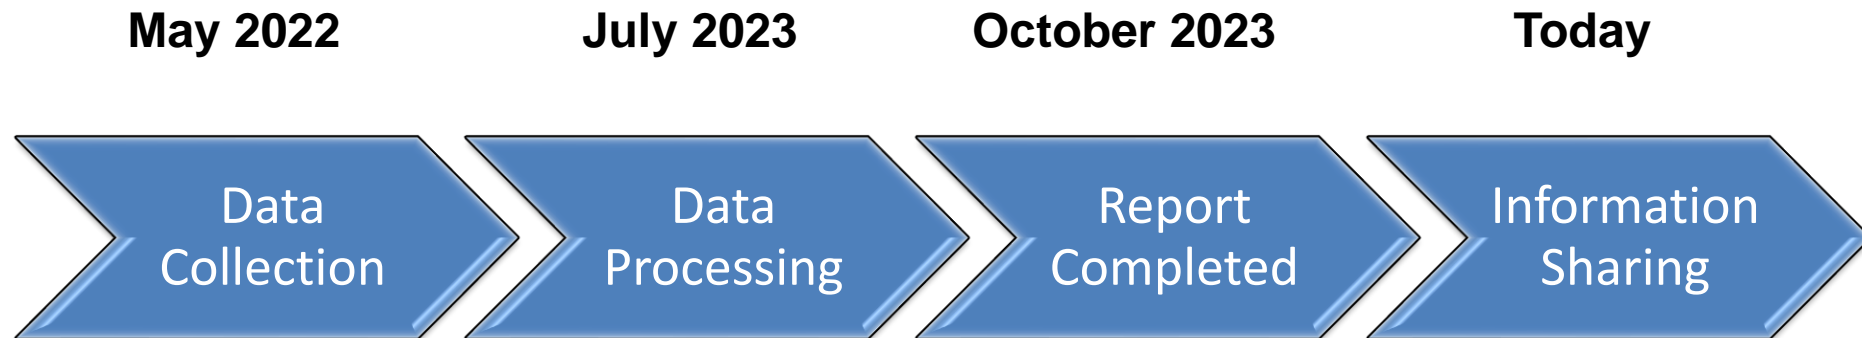 May 2022
July 2023
October 2023
Today
Data
Collection
Data
Processing
Report
Completed
Information
Sharing